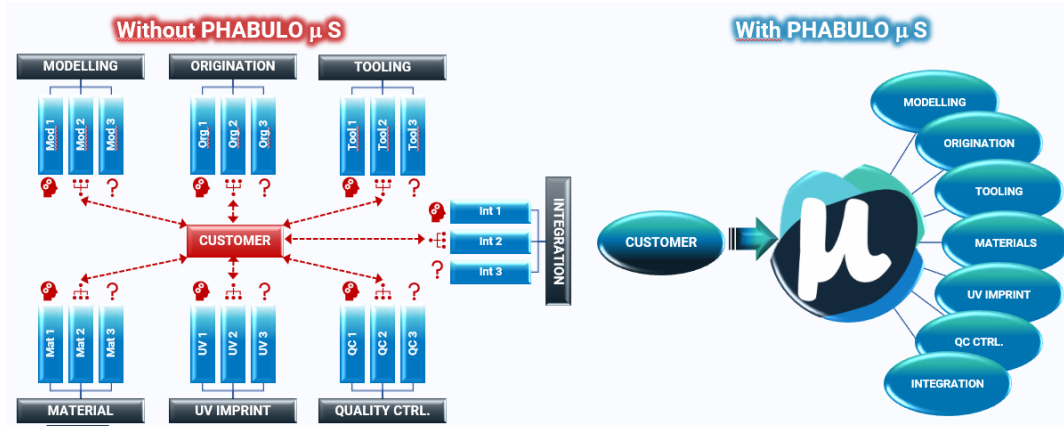 Without PHABULO µ S
With PHABULO µ S
MODELLING
ORIGINATION
TOOLING
Mod 1
Mod 2
Mod 3
Org.1
Org.2
Org.3
Tool 1
Tool 2
Tool 3
?
?
?
CUSTOMER
Int 1
Int 2
Int 3
?
INTEGRATION
?
?
?
Mat 1
Mat 2
Mat 3
UV 1
UV 2
UV 3
QC 1
QC 2
QC 3
MATERIAL
UV IMPRINT
QUALITY CTRL.
CUSTOMER
µ
MODELLING
ORIGINATION
TOOLING
MATERIALS
UV IMPRINT
QC CTRL.
INTEGRATION